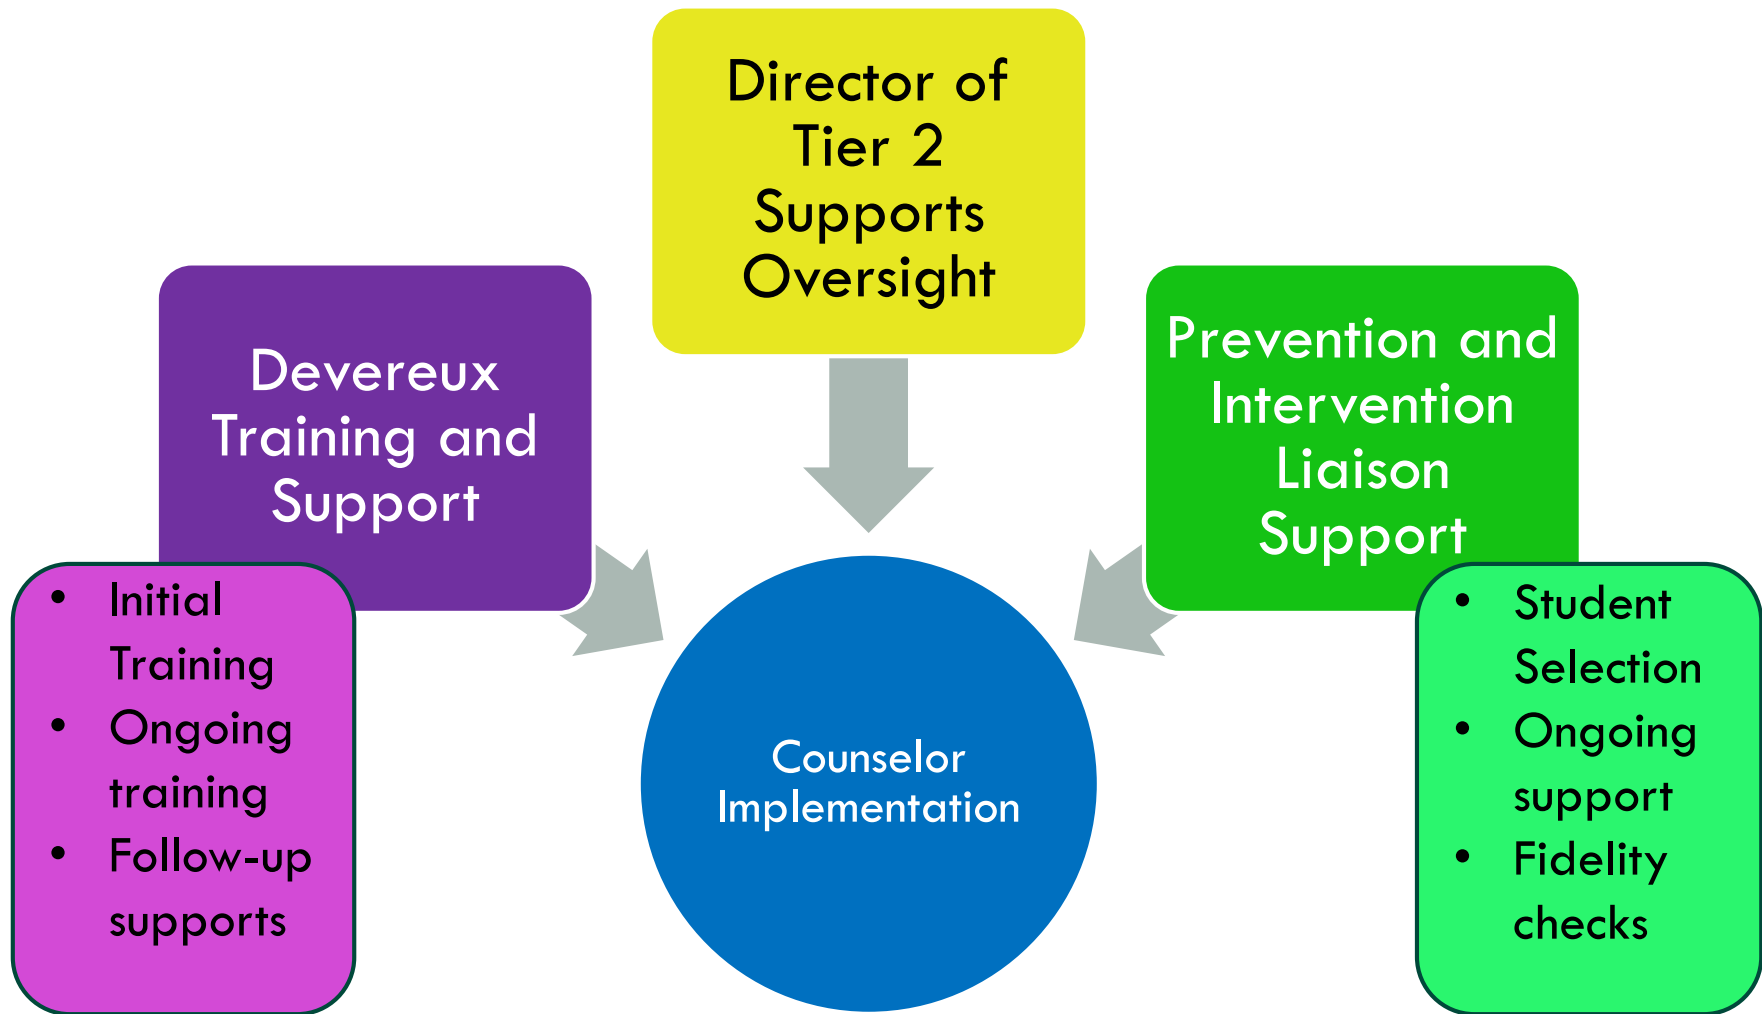 Director of
Tier 2
Supports
Oversight
Devereux
Training and
Support
Prevention and
Intervention
Liaison
Support
• Initial
Training
• Ongoing
training
• Follow-up
supports
Counselor
Implementation
• Student
Selection
• Ongoing
support
• Fidelity
checks